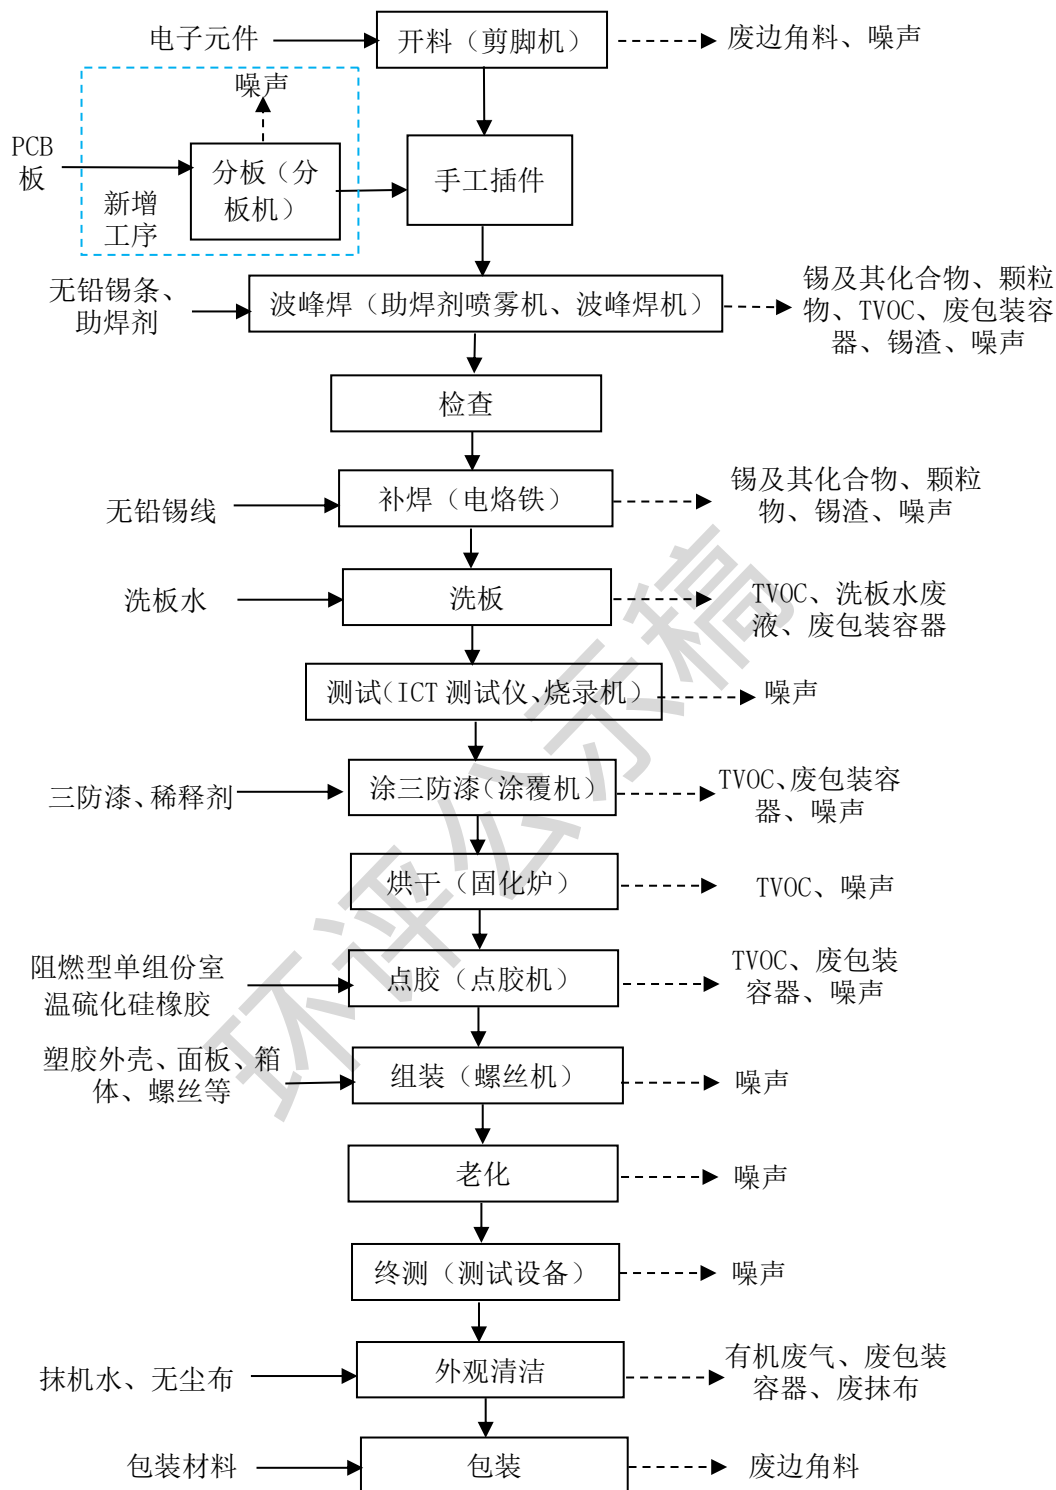 电子元件
开料（剪脚机）
废边角料、噪声
噪声
PCB
板
分板（分
板机）
新增
工序
手工插件
无铅锡条、
助焊剂
波峰焊（助焊剂喷雾机、波峰焊机）
锡及其化合物、颗粒
物、TVOC、废包装容
器、锡渣、噪声
检查
无铅锡线
补焊（电烙铁）
锡及其化合物、颗粒
物、锡渣、噪声
洗板水
洗板
TVOC、洗板水废
液、废包装容器
测试（ICT 测试仪、烧录机）
噪声
三防漆、稀释剂
涂三防漆（涂覆机）
TVOC、废包装容
器、噪声
烘干（固化炉）
TVOC、噪声
阻燃型单组份室
温硫化硅橡胶
点胶（点胶机）
TVOC、废包装
容器、噪声
塑胶外壳、面板、箱
体、螺丝等
组装（螺丝机）
噪声
老化
噪声
终测（测试设备）
噪声
抹机水、无尘布
外观清洁
有机废气、废包装
容器、废抹布
包装材料
包装
废边角料
环评公示稿